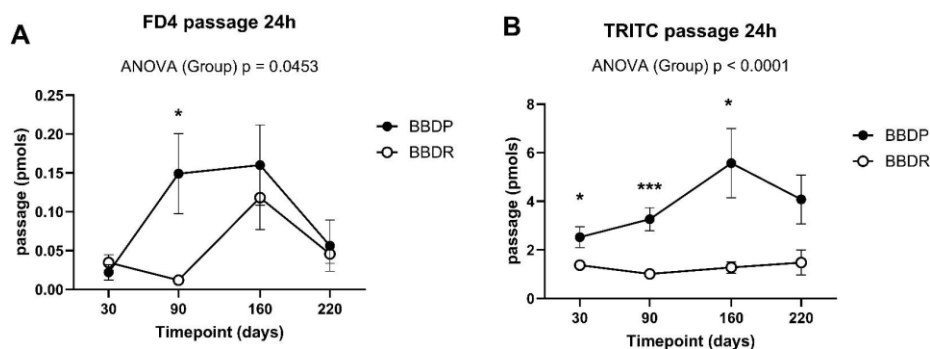 A
FD4 passage 24h
ANOVA (Group) p = 0.0453
passage (pmols)
0.25
0.20
0.15
0.10
0.05
0.00
*
BBDP
BBDR
30 90 160 220
Timepoint (days)
B
TRITC passage 24h
ANOVA (Group) p < 0.0001
passage (pmols)
8
6
4
2
0
* *** *
BBDP
BBDR
30 90 160 220
Timepoint (days)